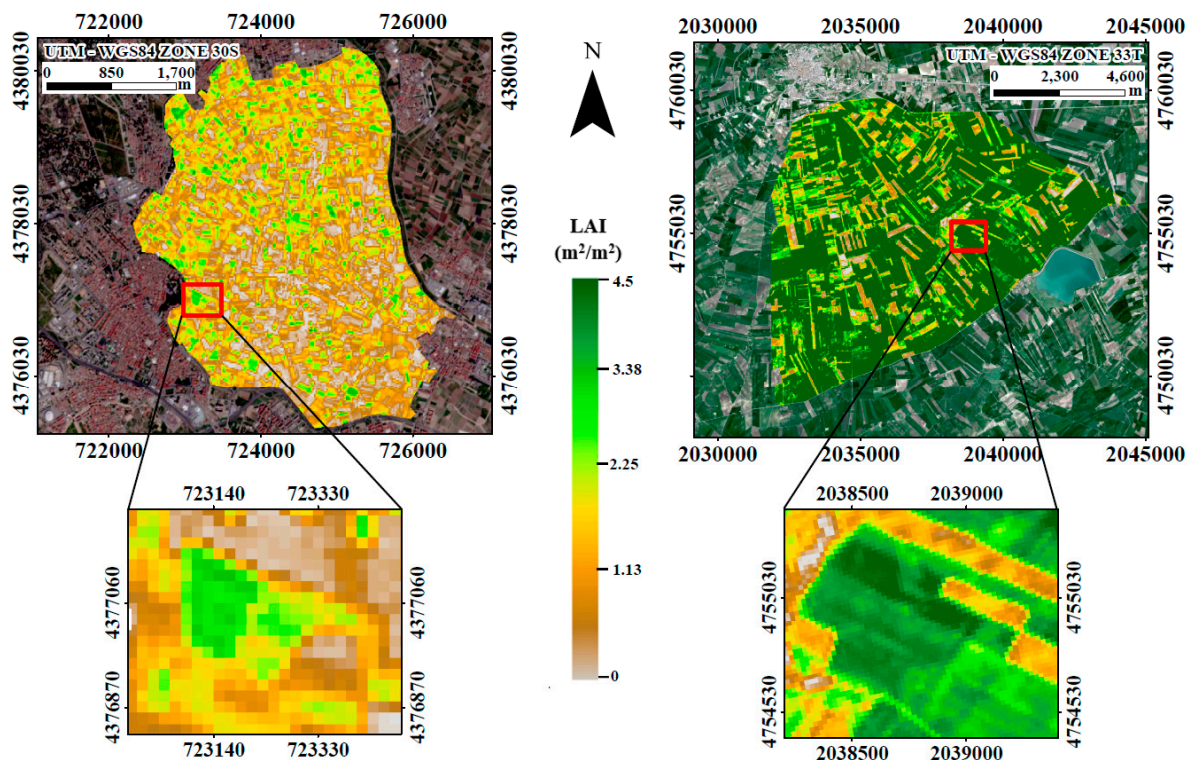 722000 724000 726000
UTM - WGS84 ZONE 30S
0 850 1,700
m
4380030
4378030
4376030
4380030
4378030
4376030
722000 724000 726000
N
LAI
(m²/m²)
4.5
3.38
2.25
1.13
0
2030000 2035000 2040000 2045000
UTM - WGS84 ZONE 33T
0 2,300 4,600
m
4760030
4755030
4750030
4760030
4755030
4750030
2030000 2035000 2040000 2045000
723140 723330
4377060
4376870
4377060
4376870
723140 723330
2038500 2039000
4755030
4754530
4755030
4754530
2038500 2039000